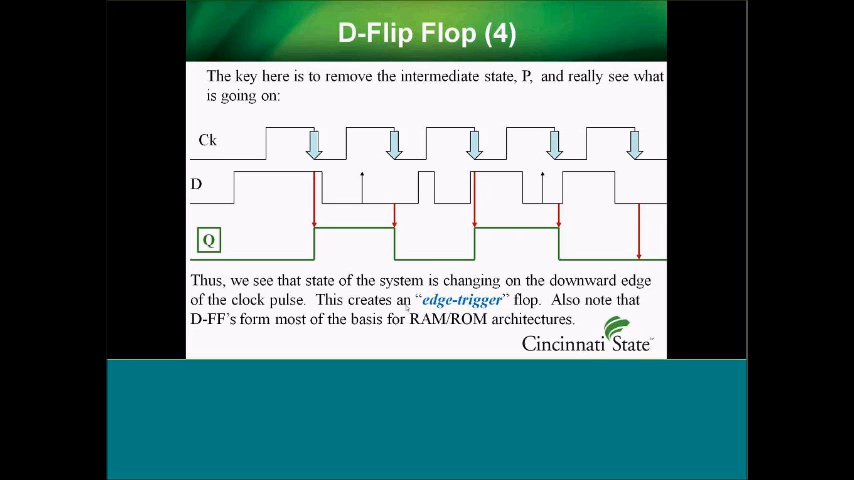 D-Flip Flop (4)
The key here is to remove the intermediate state, P, and really see what
is going on:
Ck
D
Q
Thus, we see that state of the system is changing on the downward edge
of the clock pulse. This creates an “edge-trigger” flop. Also note that
D-FF's form most of the basis for RAM/ROM architectures.
Cincinnati State